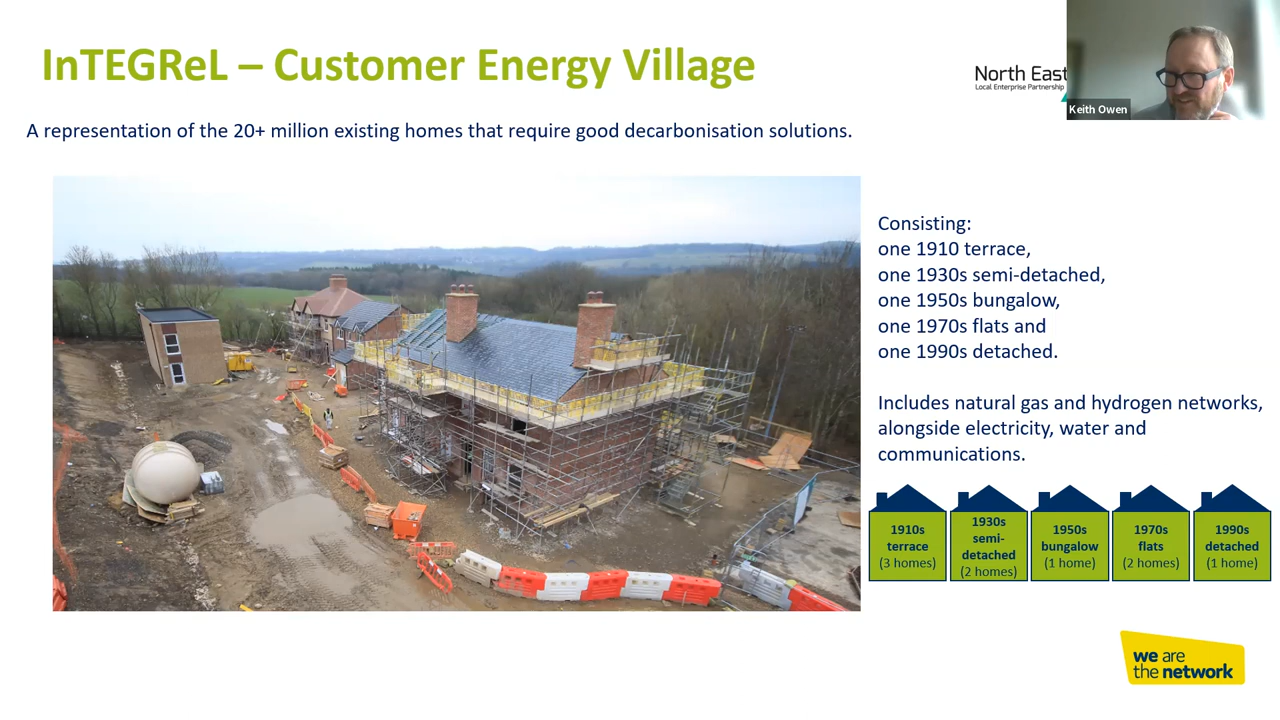 InTEGReL – Customer Energy Village
North East
Local Enterprise Partnership
Keith Owen
A representation of the 20+ million existing homes that require good decarbonisation solutions.
Consisting:
one 1910 terrace,
one 1930s semi-detached,
one 1950s bungalow,
one 1970s flats and
one 1990s detached.
Includes natural gas and hydrogen networks,
alongside electricity, water and
communications.
1910s
terrace
(3 homes)
1930s
semi-
detached
(2 homes)
1950s
bungalow
(1 home)
1970s
flats
(2 homes)
1990s
detached
(1 home)
we are
the network